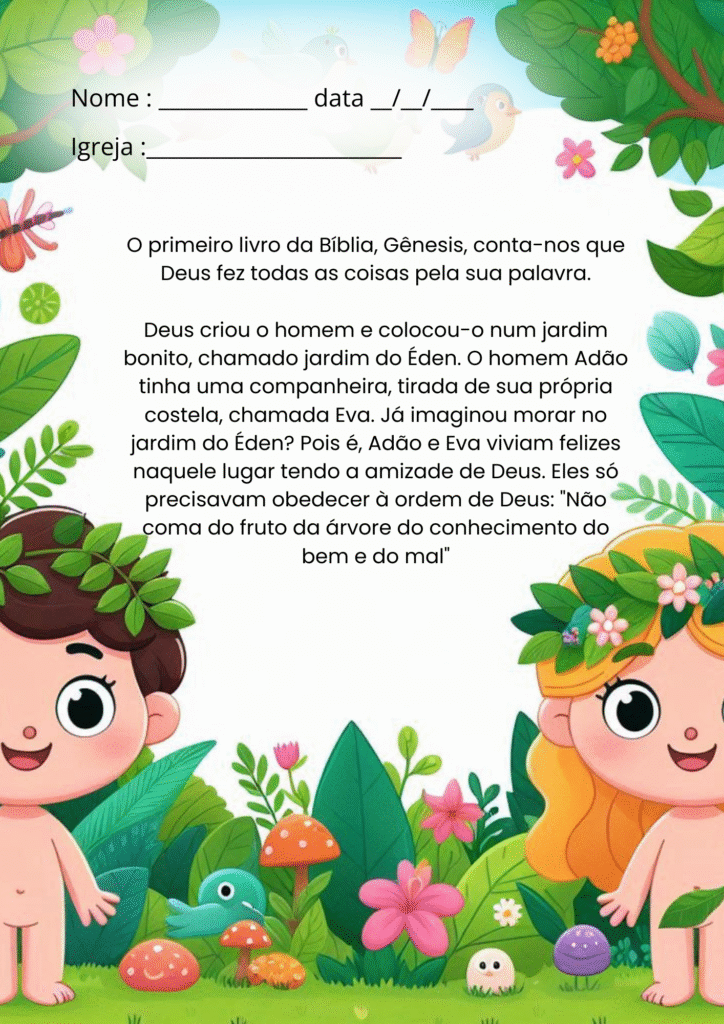 Nome : ____________ data __/__/____
Igreja :_____________________
O primeiro livro da Bíblia, Gênesis, conta-nos que
Deus fez todas as coisas pela sua palavra.
Deus criou o homem e colocou-o num jardim
bonito, chamado jardim do Éden. O homem Adão
tinha uma companheira, tirada de sua própria
costela, chamada Eva. Já imaginou morar no
jardim do Éden? Pois é, Adão e Eva viviam felizes
naquele lugar tendo a amizade de Deus. Eles só
precisavam obedecer à ordem de Deus: "Não
coma do fruto da árvore do conhecimento do
bem e do mal"